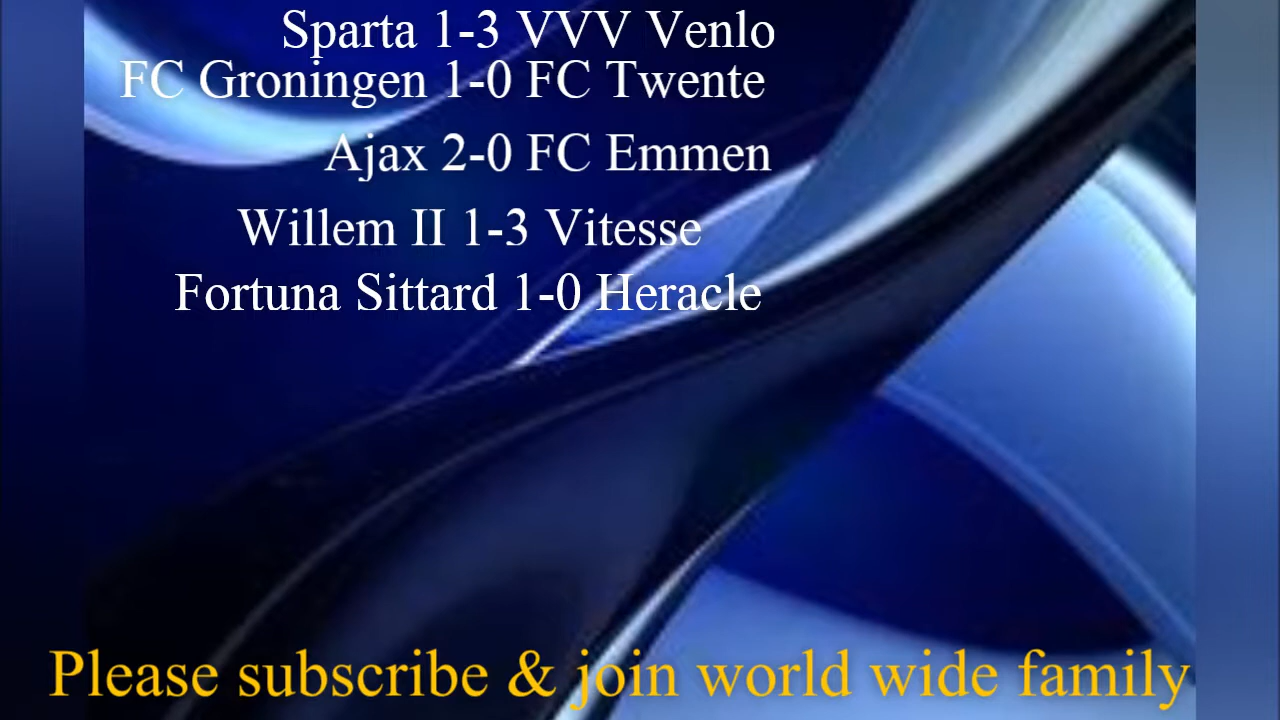 Sparta 1-3 VVV Venlo
FC Groningen 1-0 FC Twente
Ajax 2-0 FC Emmen
Willem II 1-3 Vitesse
Fortuna Sittard 1-0 Heracle
Please subscribe & join world wide family